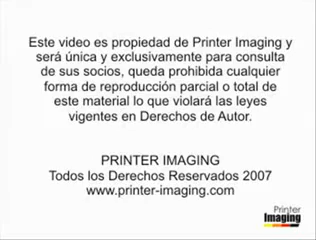 Este video es propiedad de Printer Imaging y
será única y exclusivamente para consulta
de sus socios, queda prohibida cualquier
forma de reproducción parcial o total de
este material lo que violará las leyes
vigentes en Derechos de Autor.
PRINTER IMAGING
Todos los Derechos Reservados 2007
www.printer-imaging.com
Printer
Imaging